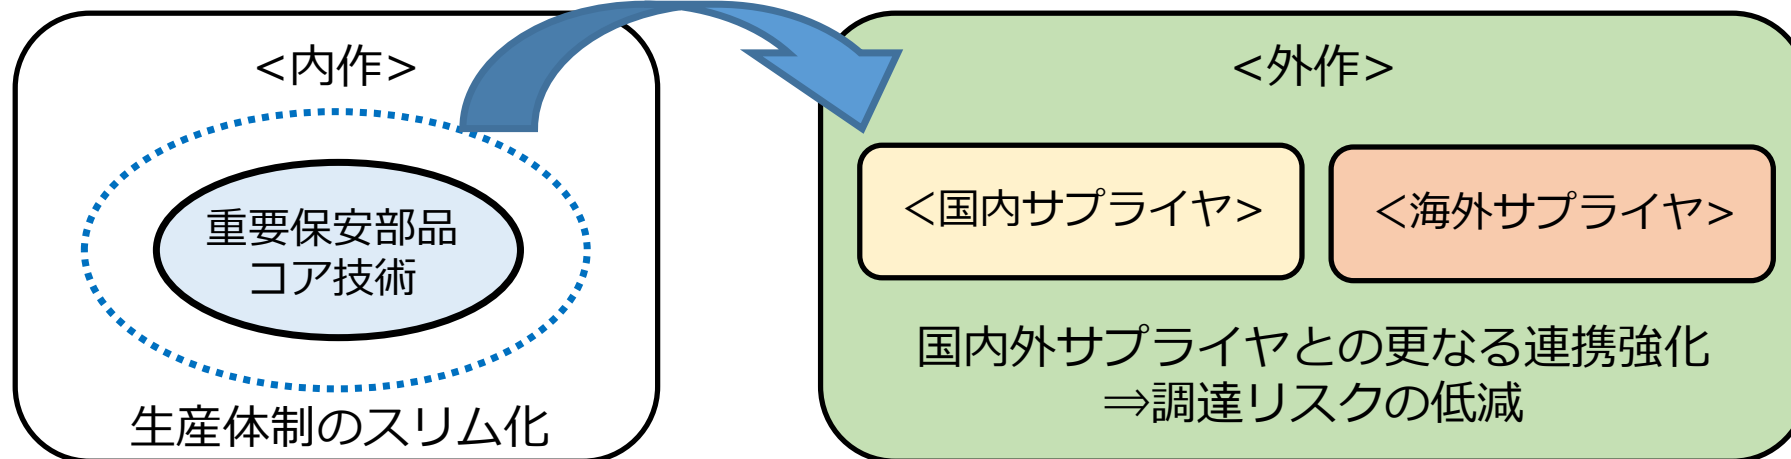 <内作>
重要保安部品
コア技術
生産体制のスリム化
<外作>
<国内サプライヤ>
<海外サプライヤ>
国内外サプライヤとの更なる連携強化
⇒調達リスクの低減